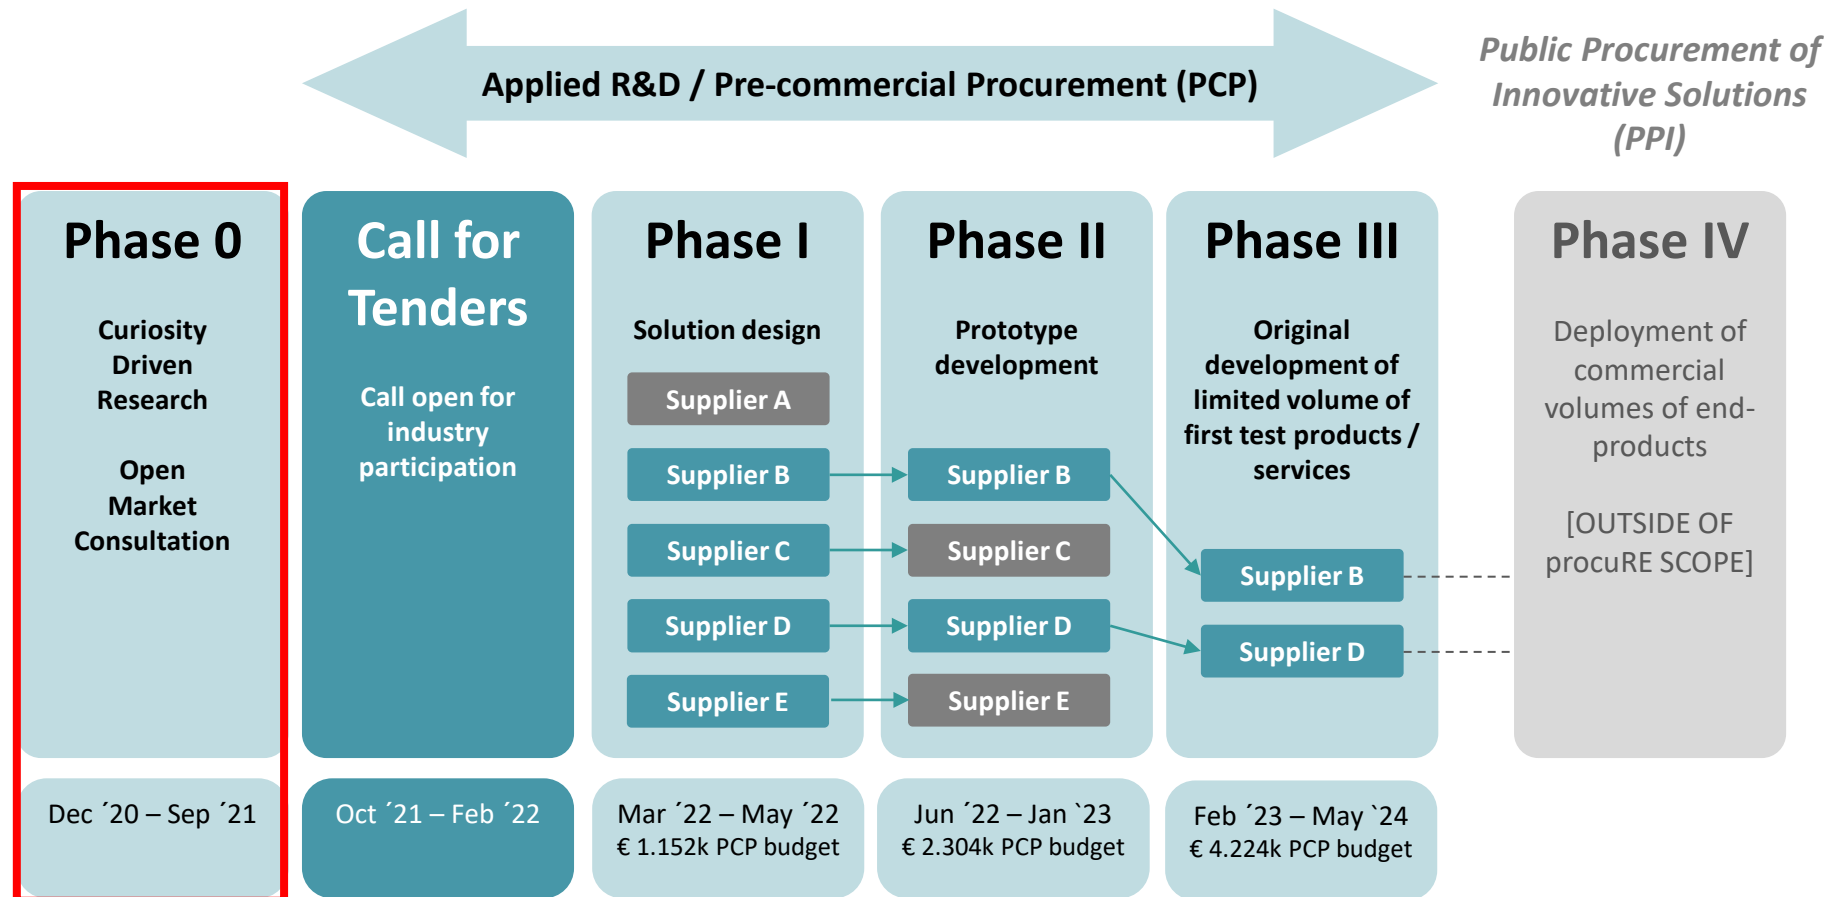 Applied R&D / Pre-commercial Procurement (PCP)
Public Procurement of
Innovative Solutions
(PPI)
Phase 0
Curiosity
Driven
Research
Open
Market
Consultation
Dec ´20 – Sep ´21
Call for
Tenders
Call open for
industry
participation
Oct ´21 – Feb ´22
Phase I
Solution design
Supplier A
Supplier B
Supplier C
Supplier D
Supplier E
Mar ´22 – May ´22
€ 1.152k PCP budget
Phase II
Prototype
development
Supplier B
Supplier C
Supplier D
Supplier E
Jun ´22 – Jan `23
€ 2.304k PCP budget
Phase III
Original
development of
limited volume of
first test products /
services
Supplier B
Supplier D
Feb ´23 – May `24
€ 4.224k PCP budget
Phase IV
Deployment of
commercial
volumes of end-
products
[OUTSIDE OF
procuRE SCOPE]